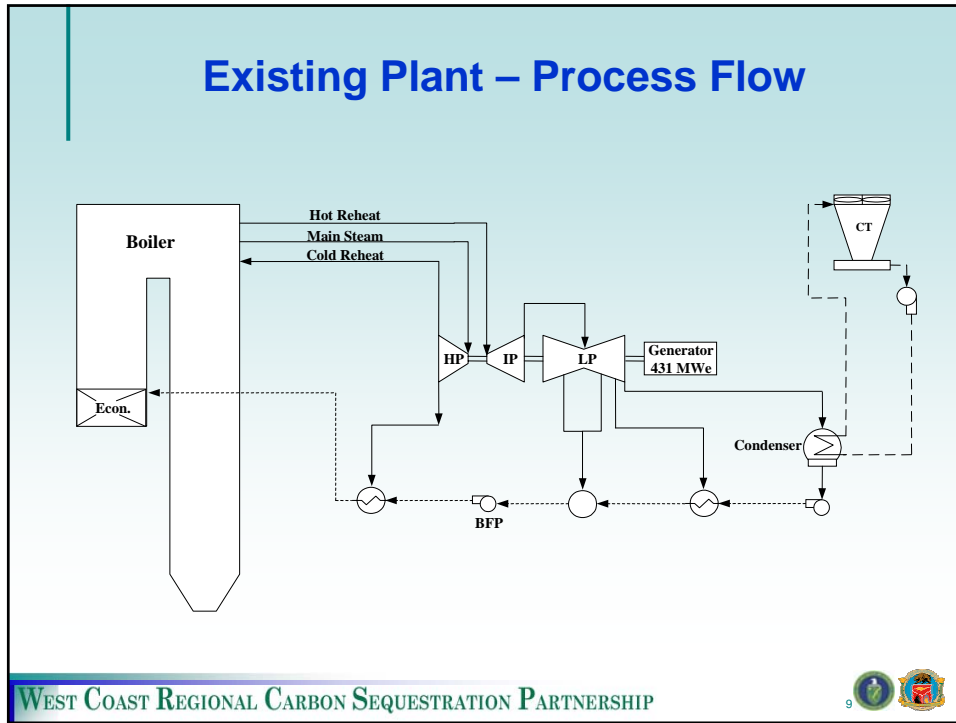 Existing Plant – Process Flow
Hot Reheat
Main Steam
Cold Reheat
Boiler
CT
HP
IP
LP
Generator
431 MWe
Econ.
Condenser
BFP
WEST COAST REGIONAL CARBON SEQUESTRATION PARTNERSHIP
9